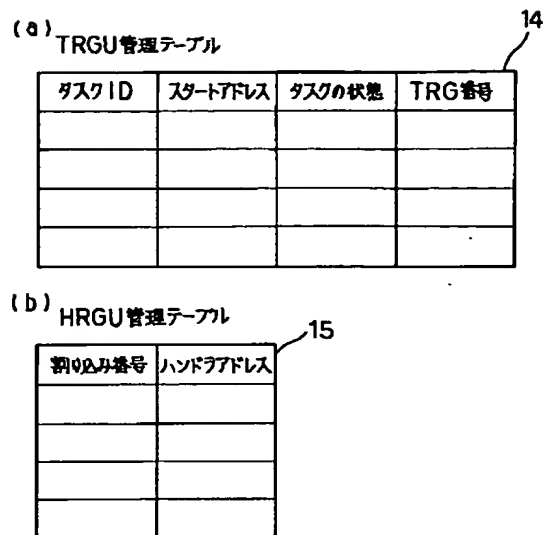 (a) TRGU管理テーブル
14
タスクID スタートアドレス タスクの状態 TRG番号
(b) HRGU管理テーブル
15
割り込み番号 ハンドラアドレス